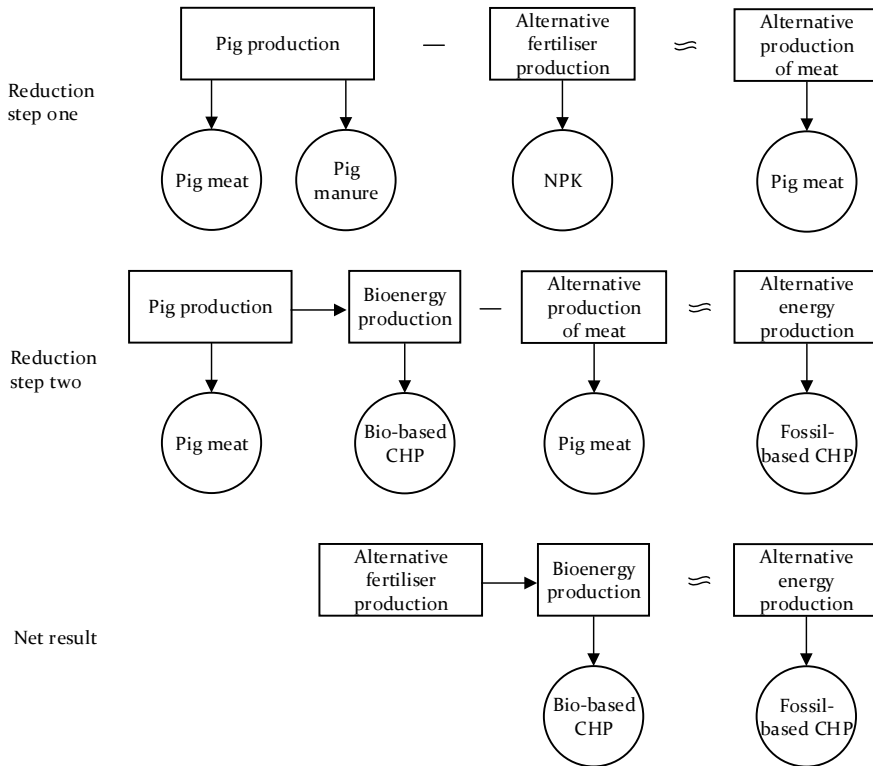 Reduction
step one
Pig production
—
Alternative
fertiliser
production
≈
Alternative
production
of meat
Pig meat
Pig
manure
NPK
Pig meat
Reduction
step two
Pig production
Bioenergy
production
—
Alternative
production
of meat
≈
Alternative
energy
production
Pig meat
Bio-based
CHP
Pig meat
Fossil-
based CHP
Net result
Alternative
fertiliser
production
Bioenergy
production
≈
Alternative
energy
production
Bio-based
CHP
Fossil-
based CHP